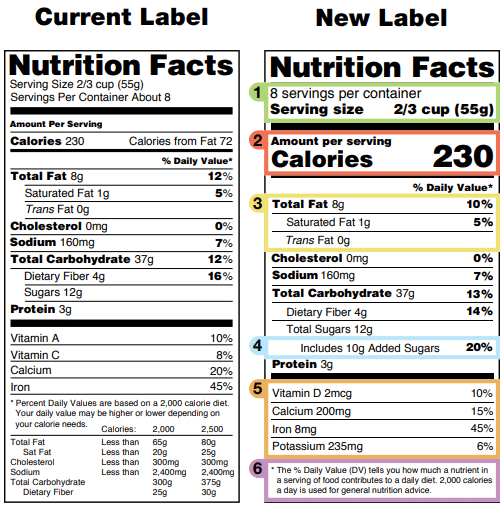 Current Label
Nutrition Facts
Serving Size 2/3 cup (55g)
Servings Per Container About 8
Amount Per Serving
Calories 230 Calories from Fat 72
% Daily Value*
Total Fat 8g 12%
Saturated Fat 1g 5%
Trans Fat 0g
Cholesterol 0mg 0%
Sodium 160mg 7%
Total Carbohydrate 37g 12%
Dietary Fiber 4g 16%
Sugars 12g
Protein 3g
Vitamin A 10%
Vitamin C 8%
Calcium 20%
Iron 45%
* Percent Daily Values are based on a 2,000 calorie diet.
Your daily value may be higher or lower depending on
your calorie needs.
Calories: 2,000 2,500
Total Fat Less than 65g 80g
Sat Fat Less than 20g 25g
Cholesterol Less than 300mg 300mg
Sodium Less than 2,400mg 2,400mg
Total Carbohydrate 300g 375g
Dietary Fiber 25g 30g
New Label
Nutrition Facts
1 8 servings per container
Serving size 2/3 cup (55g)
2 Amount per serving
Calories 230
% Daily Value*
3 Total Fat 8g 10%
Saturated Fat 1g 5%
Trans Fat 0g
Cholesterol 0mg 0%
Sodium 160mg 7%
Total Carbohydrate 37g 13%
Dietary Fiber 4g 14%
Total Sugars 12g
4 Includes 10g Added Sugars 20%
Protein 3g
5 Vitamin D 2mcg 10%
Calcium 200mg 15%
Iron 8mg 45%
Potassium 235mg 6%
6 * The % Daily Value (DV) tells you how much a nutrient in
a serving of food contributes to a daily diet. 2,000 calories
a day is used for general nutrition advice.